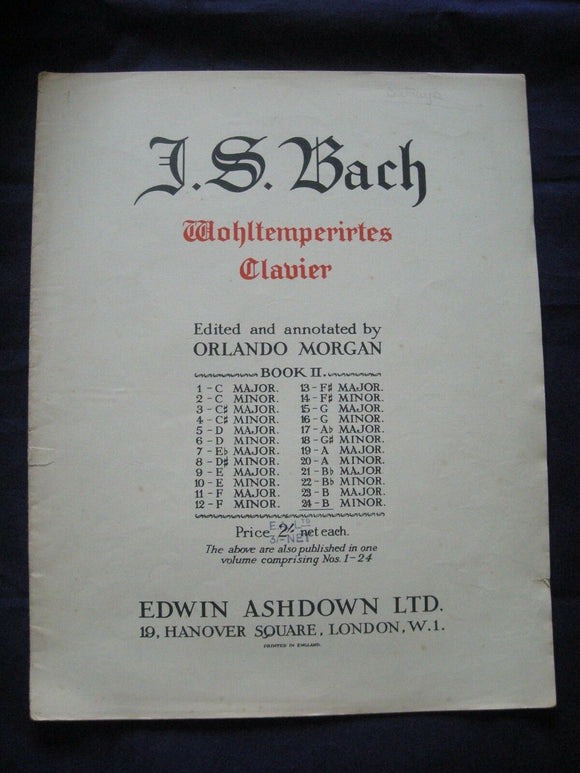 J.S. Bach
Wohltemperirtes
Clavier
Edited and annotated by
ORLANDO MORGAN
BOOK II.
1 - C MAJOR.
2 - C MINOR.
3 - C♯ MAJOR.
4 - C♯ MINOR.
5 - D MAJOR.
6 - D MINOR.
7 - E♭ MAJOR.
8 - D♯ MINOR.
9 - E MAJOR.
10 - E MINOR.
11 - F MAJOR.
12 - F MINOR.
13 - F♯ MAJOR.
14 - F♯ MINOR.
15 - G MAJOR.
16 - G MINOR.
17 - A♭ MAJOR.
18 - G♯ MINOR.
19 - A MAJOR.
20 - A MINOR.
21 - B♭ MAJOR
22 - B♭ MINOR.
23 - B MAJOR.
24 - B MINOR.
Price 2/- net each.
3/- NET
The above are also published in one
volume comprising Nos. 1-24
EDWIN ASHDOWN LTD.
19, HANOVER SQUARE, LONDON, W.1.
PRINTED IN ENGLAND.